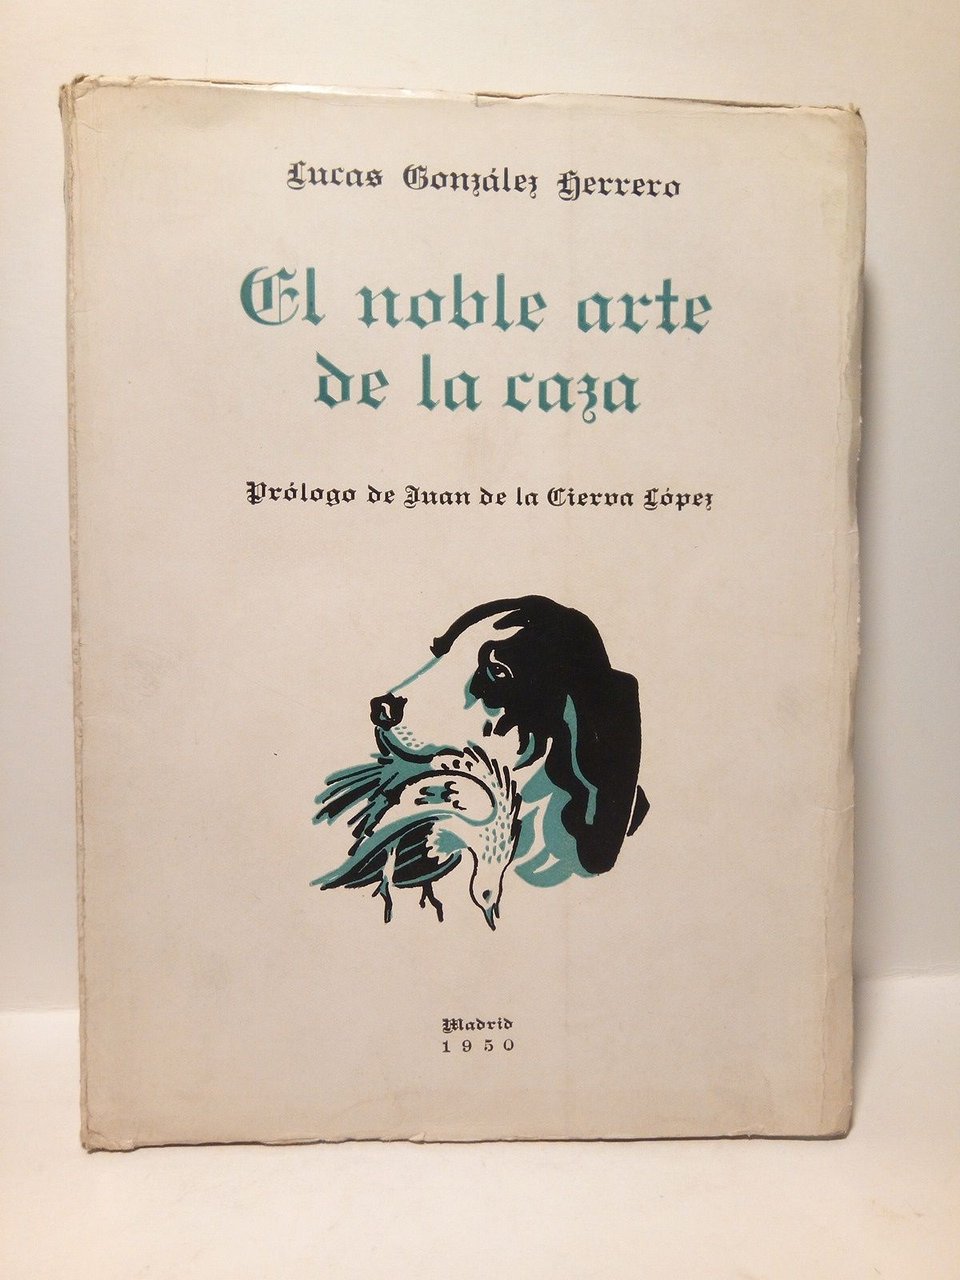 Lucas González Herrero
El noble arte
de la caza
Prólogo de Juan de la Cierva López
Madrid
1950